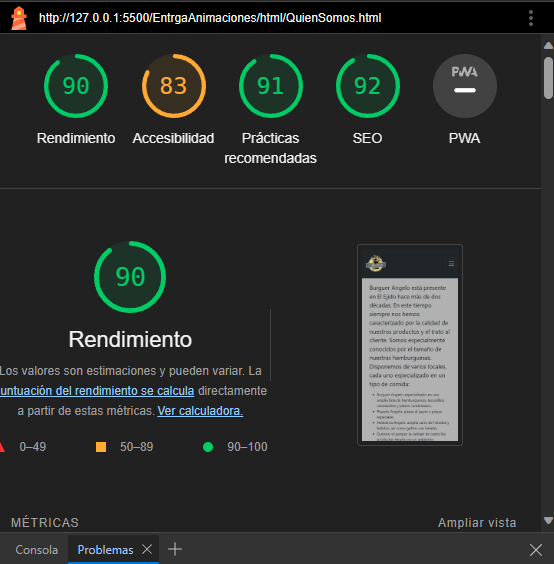 http://127.0.0.1:5500/EntrgaAnimaciones/html/QuienSomos.html
90
83
91
92
PWA
Rendimiento
Accesibilidad
Prácticas
recomendadas
SEO
PWA
90
Rendimiento
Los valores son estimaciones y pueden variar. La
untuación del rendimiento se calcula directamente
a partir de estas métricas. Ver calculadora.
0–49
50–89
90–100
Burguer Angelo está presente
en El Ejido hace más de dos
décadas. En este tiempo
siempre nos hemos
caracterizado por la calidad de
nuestros productos y el trato al
cliente. Somos especialmente
conocidos por el tamaño de
nuestras hamburguesas.
Disponemos de varios locales,
cada uno especializado en un
tipo de comida:
MÉTRICAS
Ampliar vista
Consola
Problemas